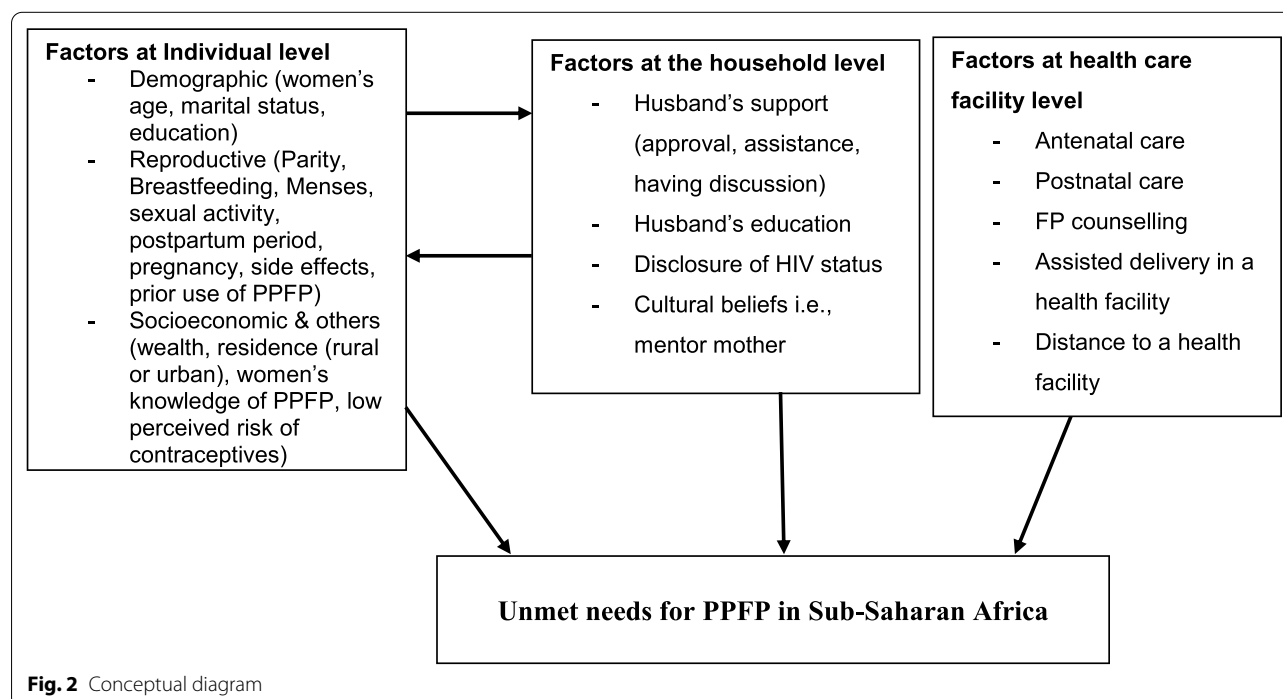 Factors at Individual level
- Demographic (women's
age, marital status,
education)
- Reproductive (Parity,
Breastfeeding, Menses,
sexual activity,
postpartum period,
pregnancy, side effects,
prior use of PPFP)
- Socioeconomic & others
(wealth, residence (rural
or urban), women's
knowledge of PPFP, low
perceived risk of
contraceptives)
Factors at the household level
- Husband's support
(approval, assistance,
having discussion)
- Husband's education
- Disclosure of HIV status
- Cultural beliefs i.e.,
mentor mother
Factors at health care
facility level
- Antenatal care
- Postnatal care
- FP counselling
- Assisted delivery in a
health facility
- Distance to a health
facility
Unmet needs for PPFP in Sub-Saharan Africa
Fig. 2 Conceptual diagram